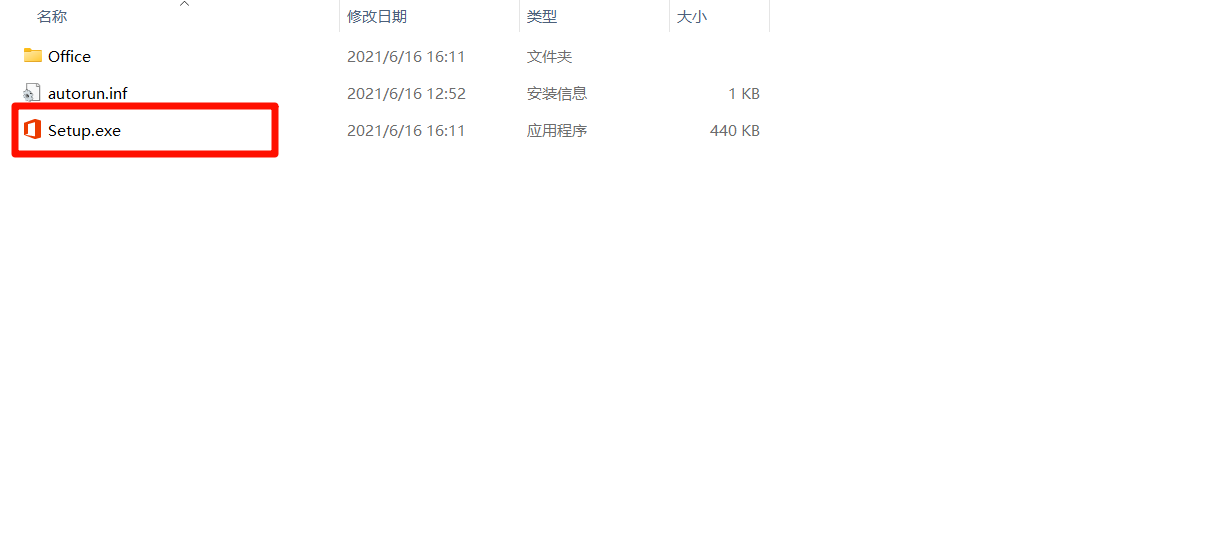 名称 修改日期 类型 大小
Office 2021/6/16 16:11 文件夹
autorun.inf 2021/6/16 12:52 安装信息 1 KB
Setup.exe 2021/6/16 16:11 应用程序 440 KB